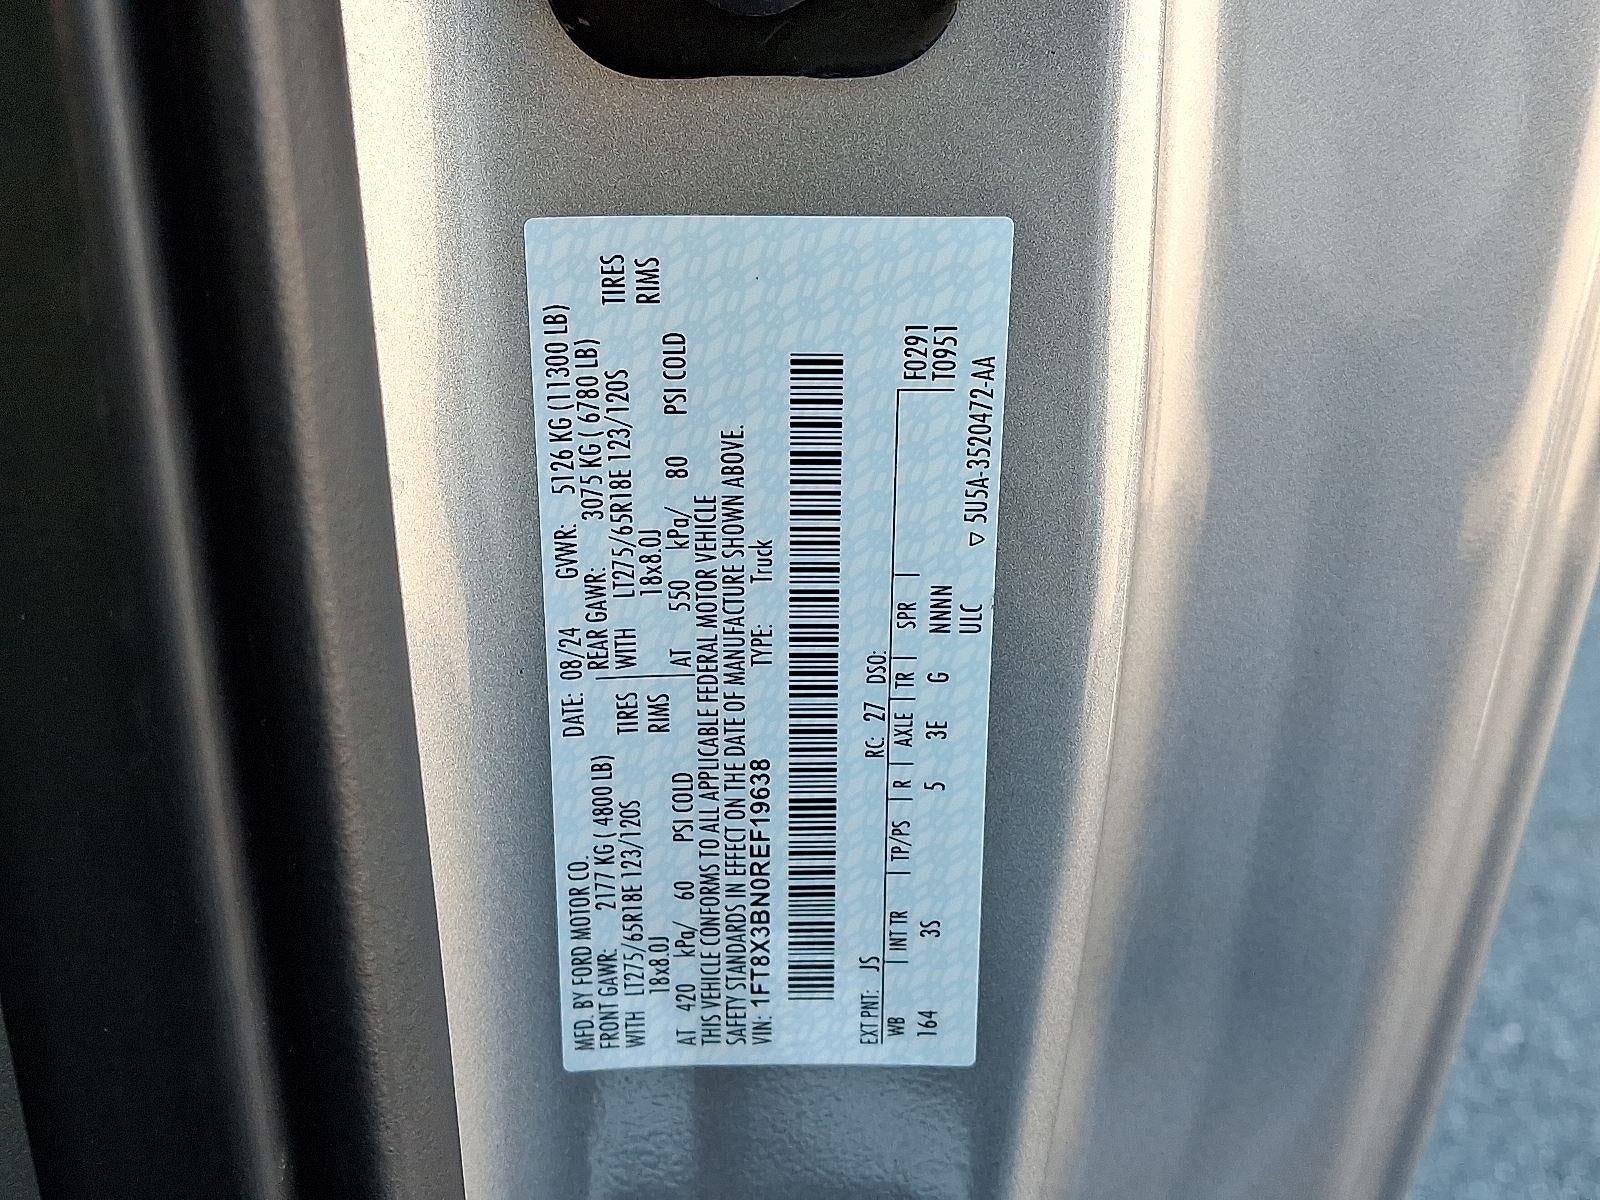 MFD. BY FORD MOTOR CO. DATE: 08/24 GVWR: 5126 KG (11300 LB)
FRONT GAWR: 2177 KG ( 4800 LB) REAR GAWR: 3075 KG ( 6780 LB)
WITH LT275/65R18E 123/120S TIRES WITH LT275/65R18E 123/120S TIRES
18x8.0J RIMS 18x8.0J RIMS
AT 420 kPa/ 60 PSI COLD AT 550 kPa/ 80 PSI COLD
THIS VEHICLE CONFORMS TO ALL APPLICABLE FEDERAL MOTOR VEHICLE
SAFETY STANDARDS IN EFFECT ON THE DATE OF MANUFACTURE SHOWN ABOVE.
VIN: 1FT8X3BN0REF19638 TYPE: Truck
EXT PNT: JS RC: 27 DSO:
WB INT TR TP/PS R AXLE TR SPR F0291
164 3S 5 3E G NNNN T0951
ULC ▽ 5U5A-3520472-AA